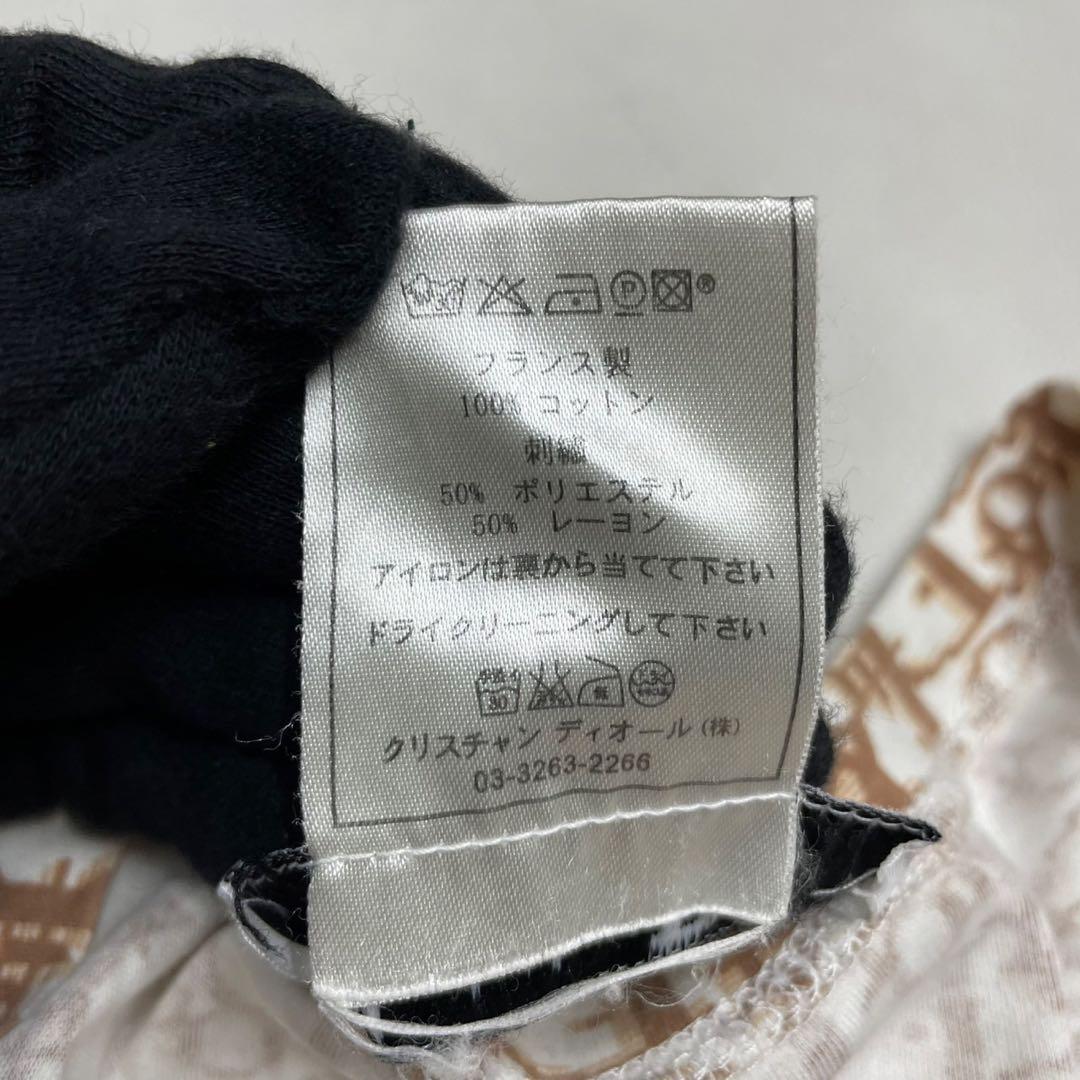 P ®
フランス製
100% コットン
刺繍
50% ポリエステル
50% レーヨン
アイロンは裏から当てて下さい
ドライクリーニングして下さい
30
クリスチャン ディオール(株)
03-3263-2266